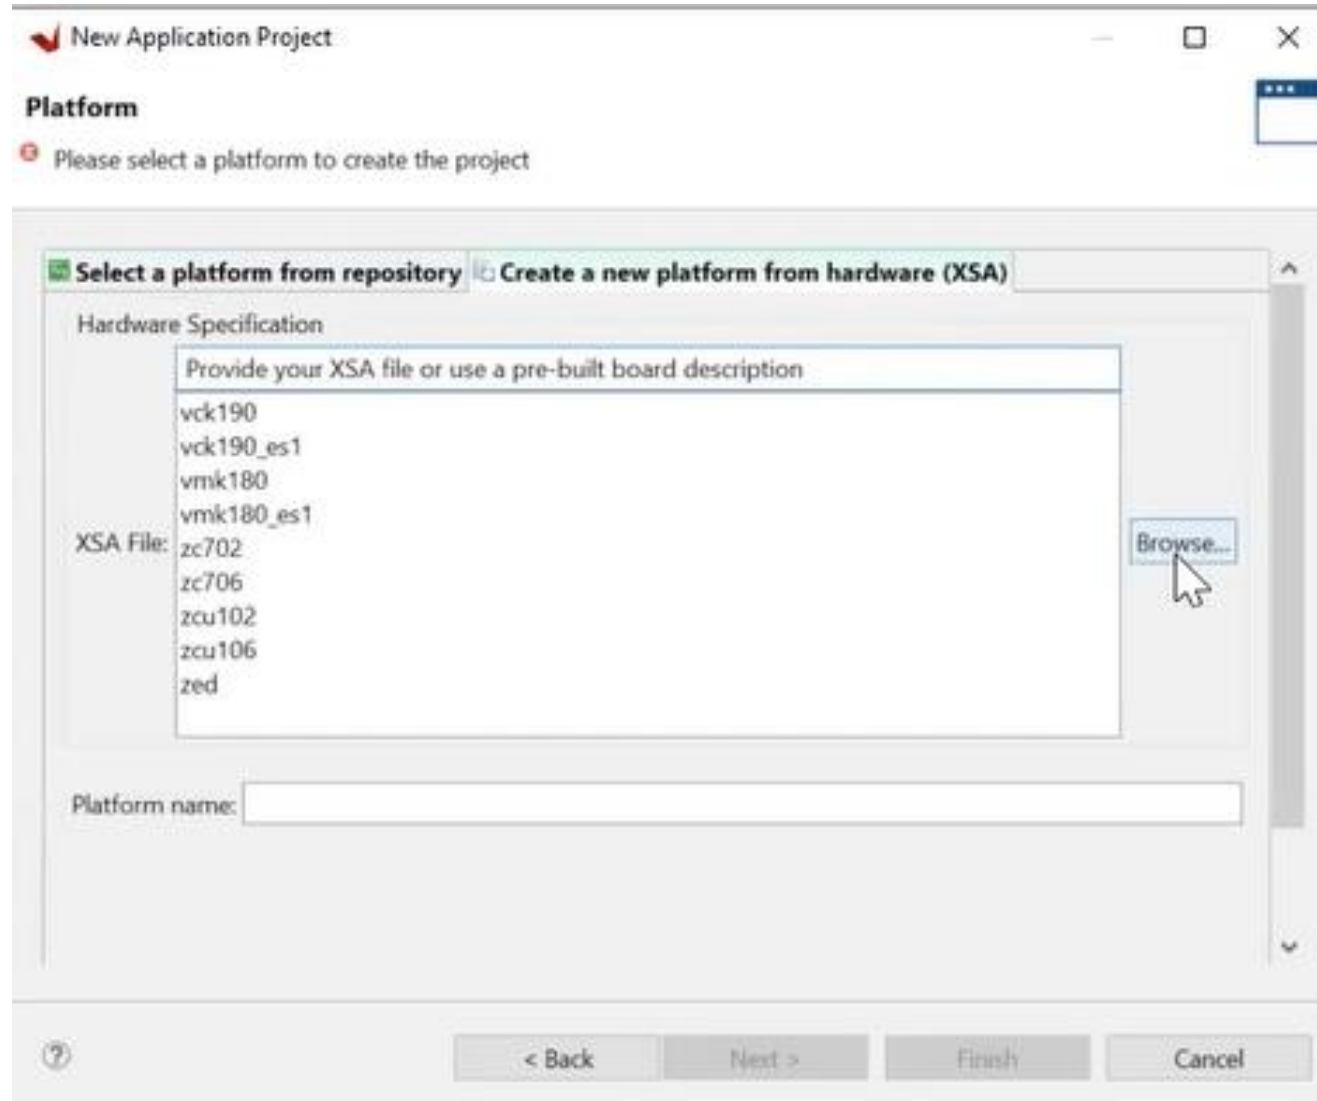 New Application Project
Platform
Please select a platform to create the project
Select a platform from repository Create a new platform from hardware (XSA)
Hardware Specification
Provide your XSA file or use a pre-built board description
vck190
vck190_es1
vmk180
vmk180_es1
XSA File: zc702
zc706
zcu102
zcu106
zed
Browse...
Platform name:
< Back Next > Finish Cancel